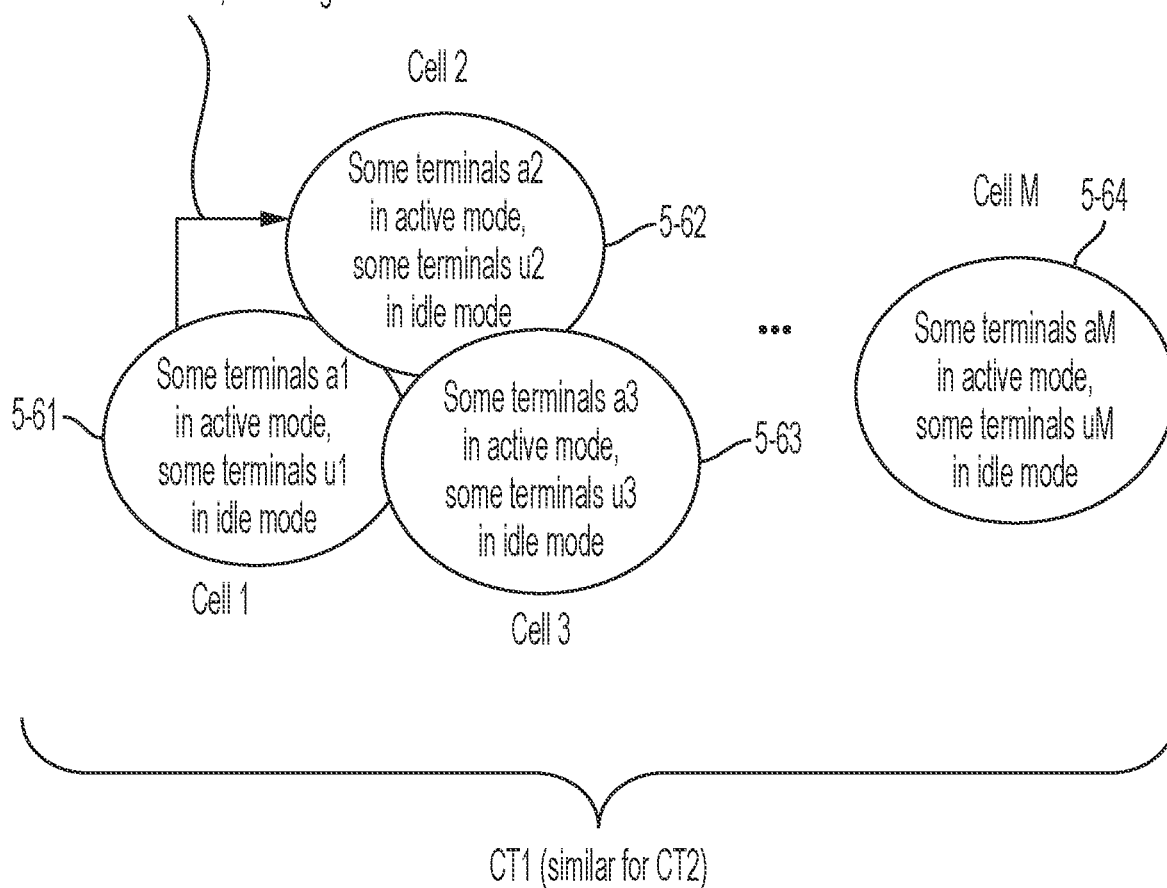 Cell 2
Some terminals a2
in active mode,
some terminals u2
in idle mode
5-62
Cell M
5-64
Some terminals aM
in active mode,
some terminals uM
in idle mode
...
5-61
Some terminals a1
in active mode,
some terminals u1
in idle mode
Cell 1
Some terminals a3
in active mode,
some terminals u3
in idle mode
5-63
Cell 3
CT1 (similar for CT2)